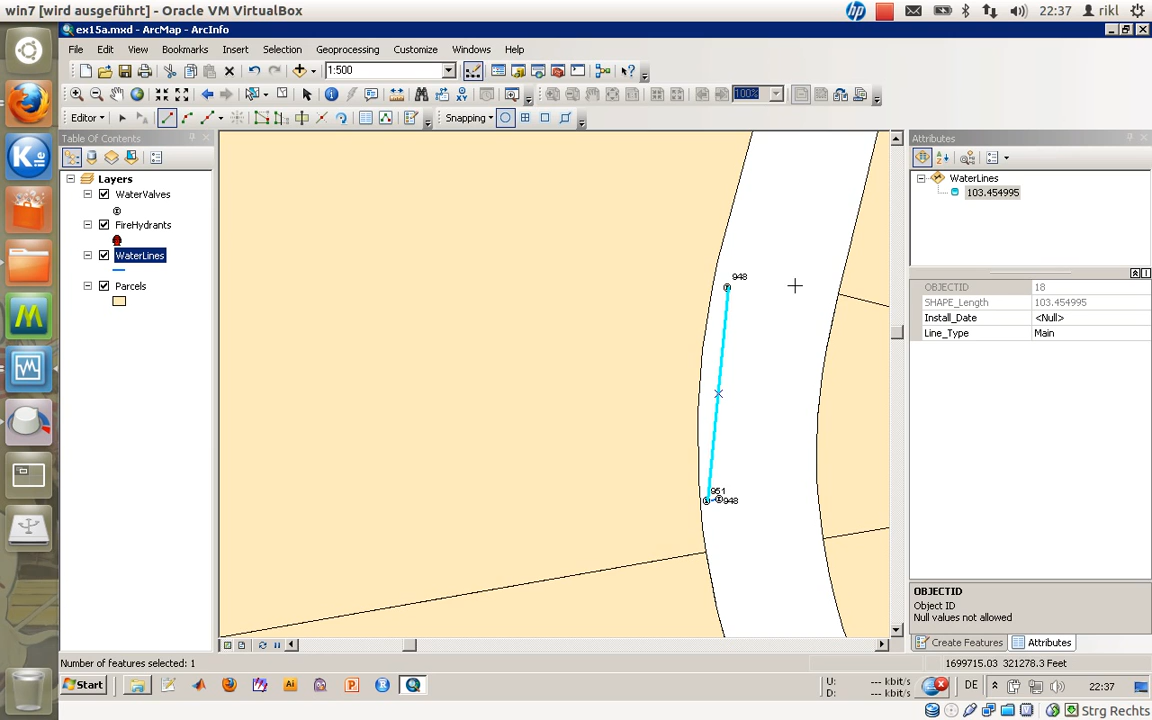 win7 [wird ausgeführt] - Oracle VM VirtualBox
22:37
rikl
ex15a.mxd - ArcMap - ArcInfo
File Edit View Bookmarks Insert Selection Geoprocessing Customize Windows Help
1:500
100%
Editor
Snapping
Table Of Contents
Layers
WaterValves
FireHydrants
WaterLines
Parcels
948
951
948
Attributes
WaterLines
103.454995
OBJECTID 18
SHAPE_Length 103.454995
Install_Date <Null>
Line_Type Main
OBJECTID
Object ID
Null values not allowed
Create Features Attributes
Number of features selected: 1
1699715.03 321278.3 Feet
Start
U: --- kbit/s
D: --- kbit/s
DE
22:37
Strg Rechts